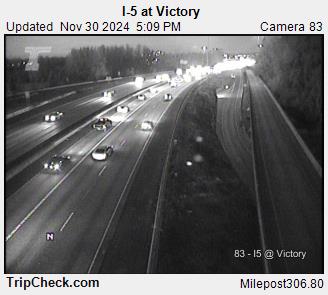 I-5 at Victory
Updated Nov 30 2024 5:09 PM Camera 83
T
N
83 - I5 @ Victory
TripCheck.com Milepost306.80